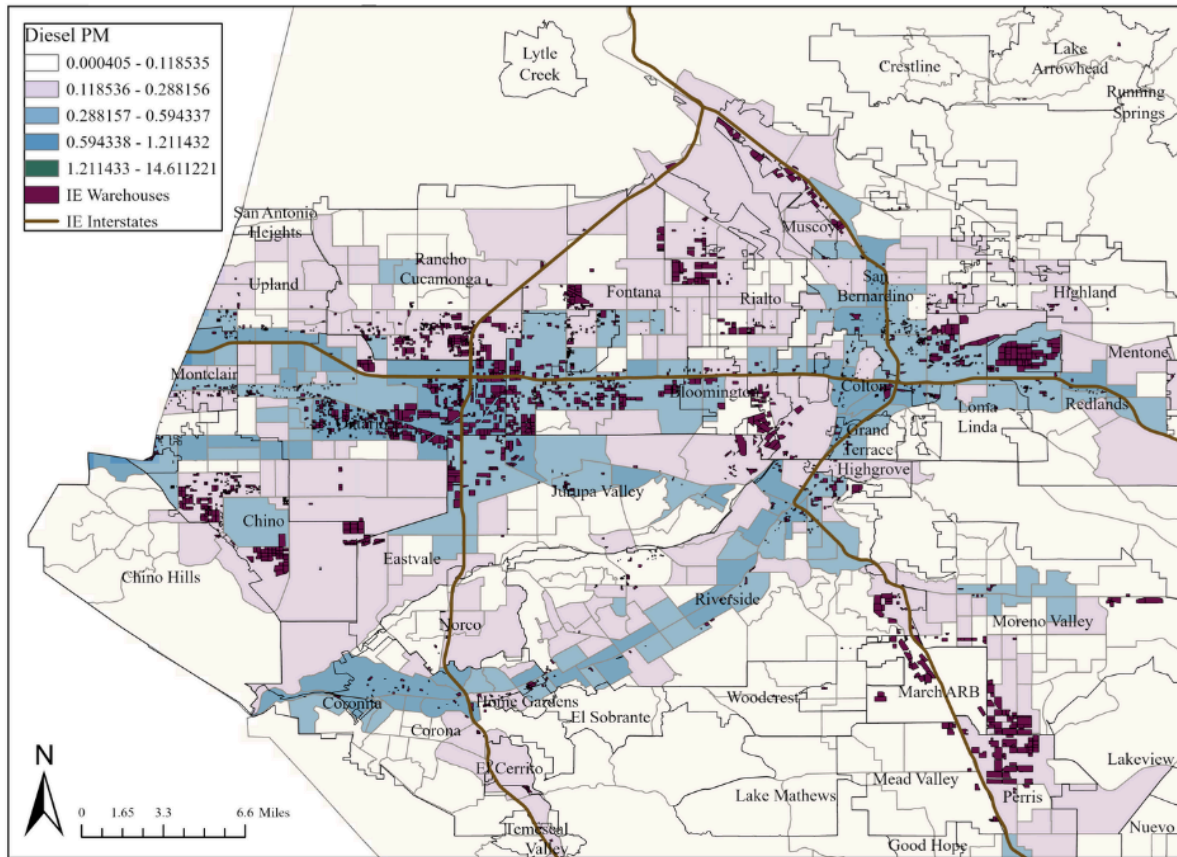 Diesel PM
0.000405 - 0.118535
0.118536 - 0.288156
0.288157 - 0.594337
0.594338 - 1.211432
1.211433 - 14.611221
IE Warehouses
IE Interstates
Lytle
Creek
Crestline
Lake
Arrowhead
Running
Springs
San Antonio
Heights
Muscoy
Rancho
Cucamonga
Upland
Fontana
Rialto
San
Bernardino
Highland
Montclair
Mentone
Bloomington
Colton
Loma
Linda
Redlands
Ontario
Grand
Terrace
Highgrove
Jurupa Valley
Chino
Eastvale
Chino Hills
Riverside
Norco
Moreno Valley
Coronita
Home Gardens
Woodcrest
March ARB
El Sobrante
Corona
El Cerrito
Lakeview
Mead Valley
Lake Mathews
Perris
Temescal
Valley
Good Hope
Nuevo
N
0 1.65 3.3 6.6 Miles